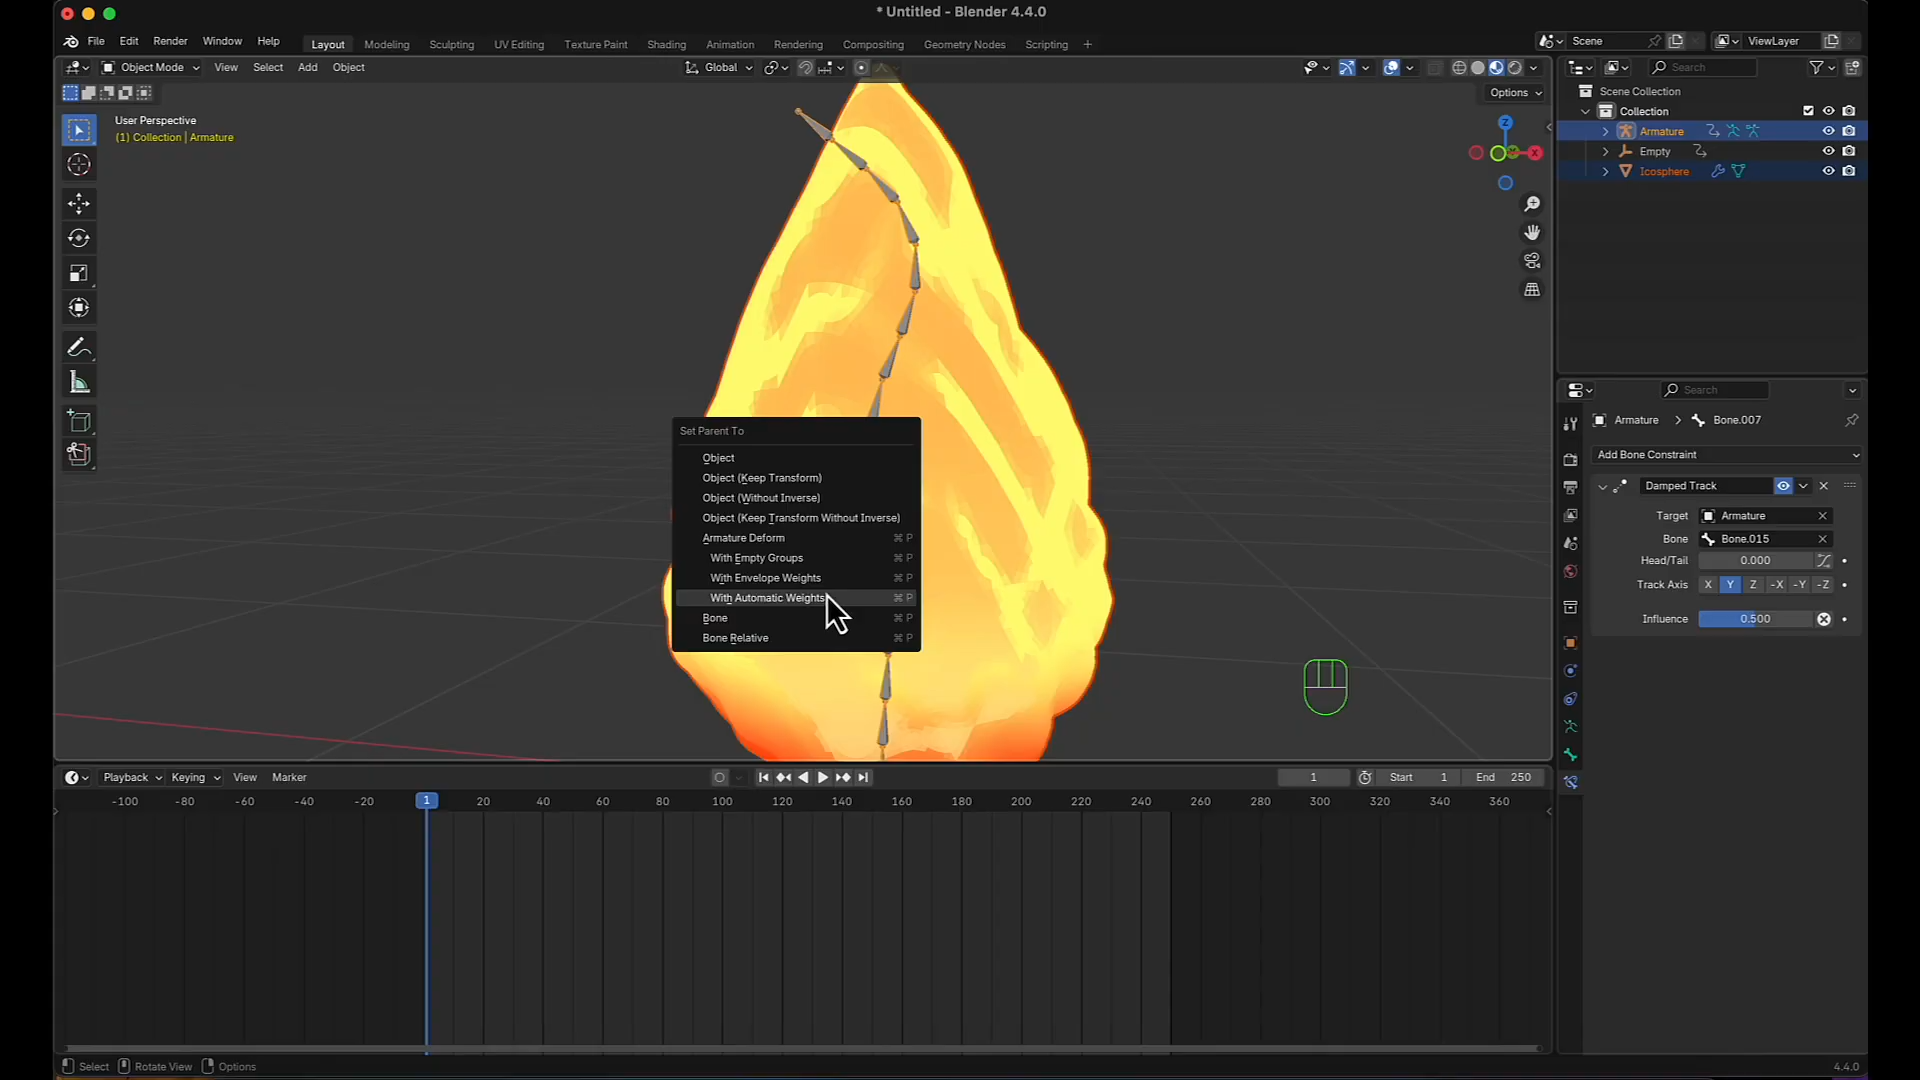 * Untitled - Blender 4.4.0
File Edit Render Window Help Layout Modeling Sculpting UV Editing Texture Paint Shading Animation Rendering Compositing Geometry Nodes Scripting + Scene ViewLayer
Object Mode View Select Add Object Global Search
Options
User Perspective
(1) Collection | Armature
Scene Collection
Collection
Armature
Empty
Icosphere
Z
X
Search
Armature > Bone.007
Add Bone Constraint
Damped Track
Target Armature
Bone Bone.015
Head/Tail 0.000
Track Axis X Y Z -X -Y -Z
Influence 0.500
Set Parent To
Object
Object (Keep Transform)
Object (Without Inverse)
Object (Keep Transform Without Inverse)
Armature Deform ⌘ P
With Empty Groups ⌘ P
With Envelope Weights ⌘ P
With Automatic Weights ⌘ P
Bone ⌘ P
Bone Relative ⌘ P
Playback Keying View Marker 1 Start 1 End 250
-100 -80 -60 -40 -20 1 20 40 60 80 100 120 140 160 180 200 220 240 260 280 300 320 340 360
Select Rotate View Options 4.4.0